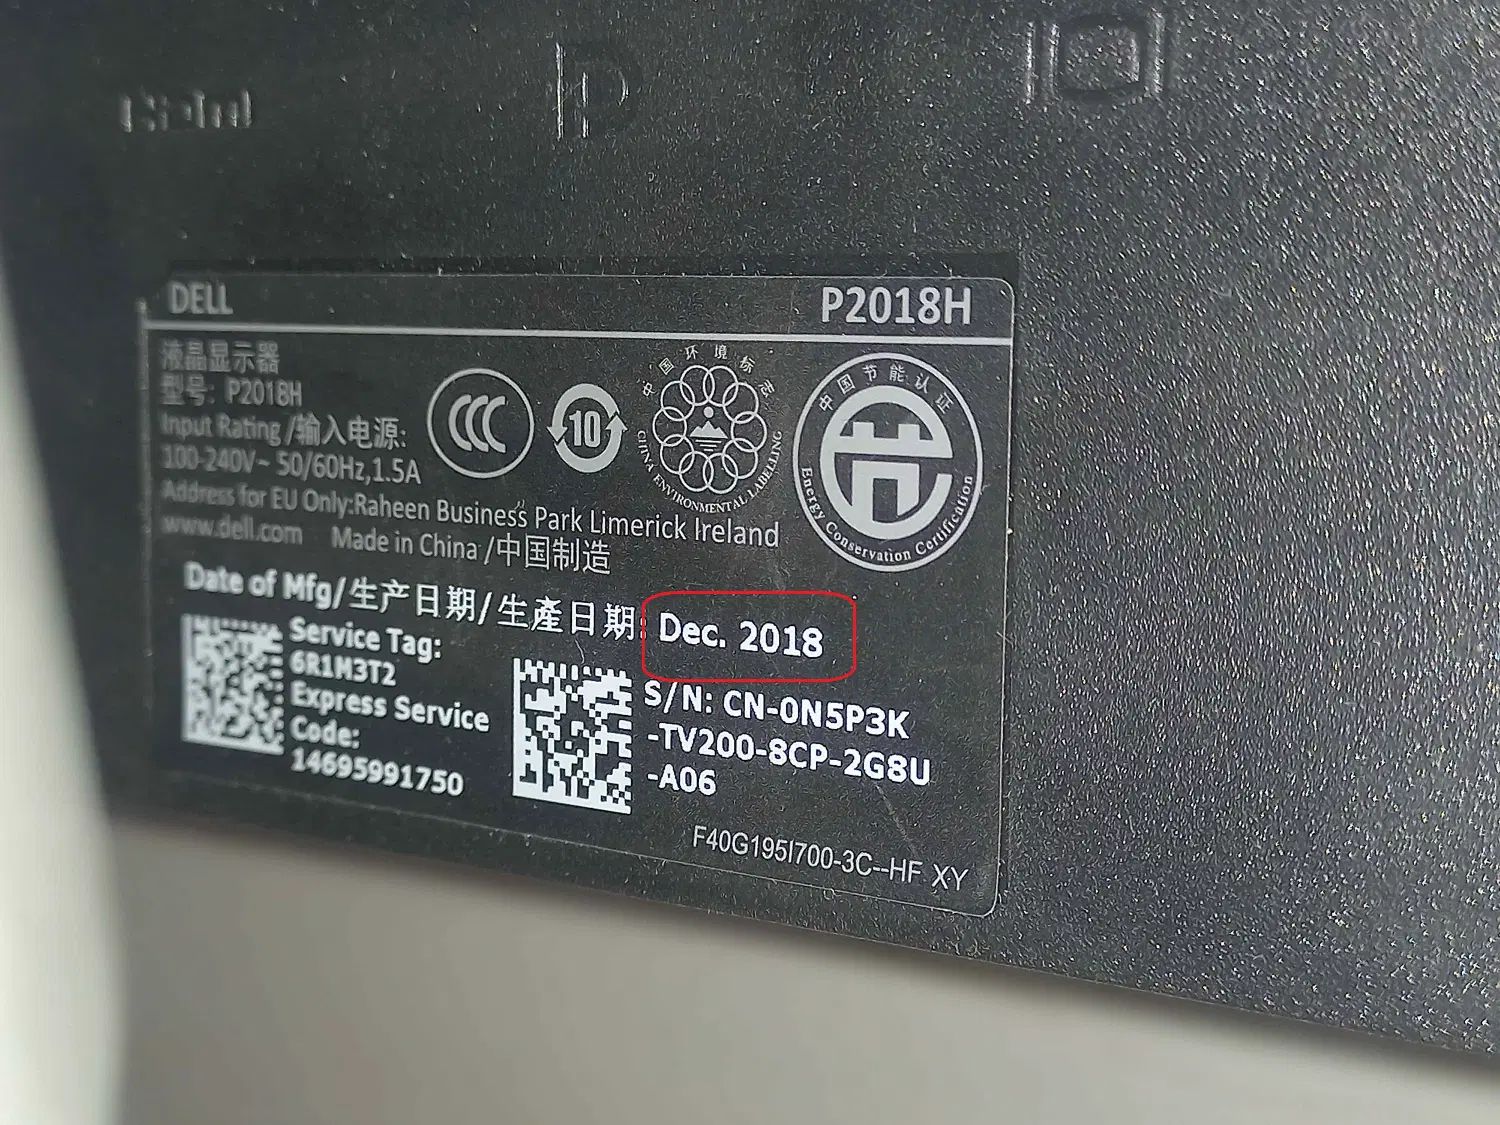 DELL P2018H
液晶显示器
型号: P2018H
Input Rating /输入电源:
100-240V~ 50/60Hz,1.5A
Address for EU Only:Raheen Business Park Limerick Ireland
www.dell.com Made in China /中国制造
CCC
10
中国环境标志
CHINA ENVIRONMENTAL LABELLING
中国节能认证
Energy Conservation Certification
Date of Mfg/生产日期/生產日期: Dec. 2018
Service Tag:
6R1M3T2
Express Service
Code:
14695991750
S/N: CN-0N5P3K
-TV200-8CP-2G8U
-A06
F40G195I700-3C--HF XY